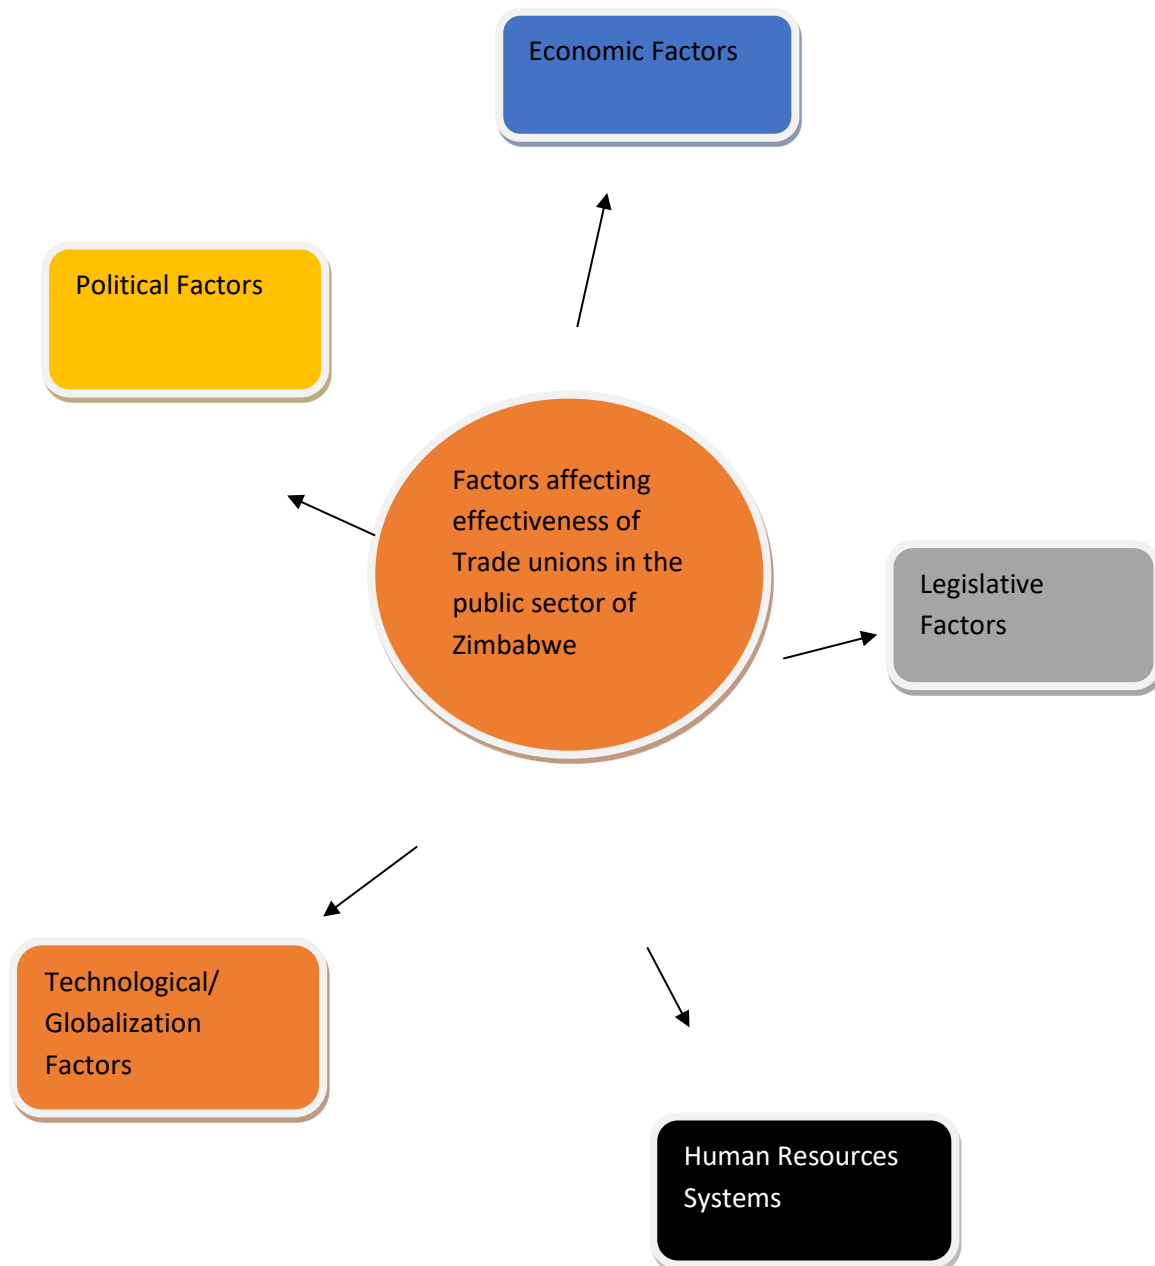 Economic Factors
Political Factors
Factors affecting
effectiveness of
Trade unions in the
public sector of
Zimbabwe
Legislative
Factors
Technological/
Globalization
Factors
Human Resources
Systems